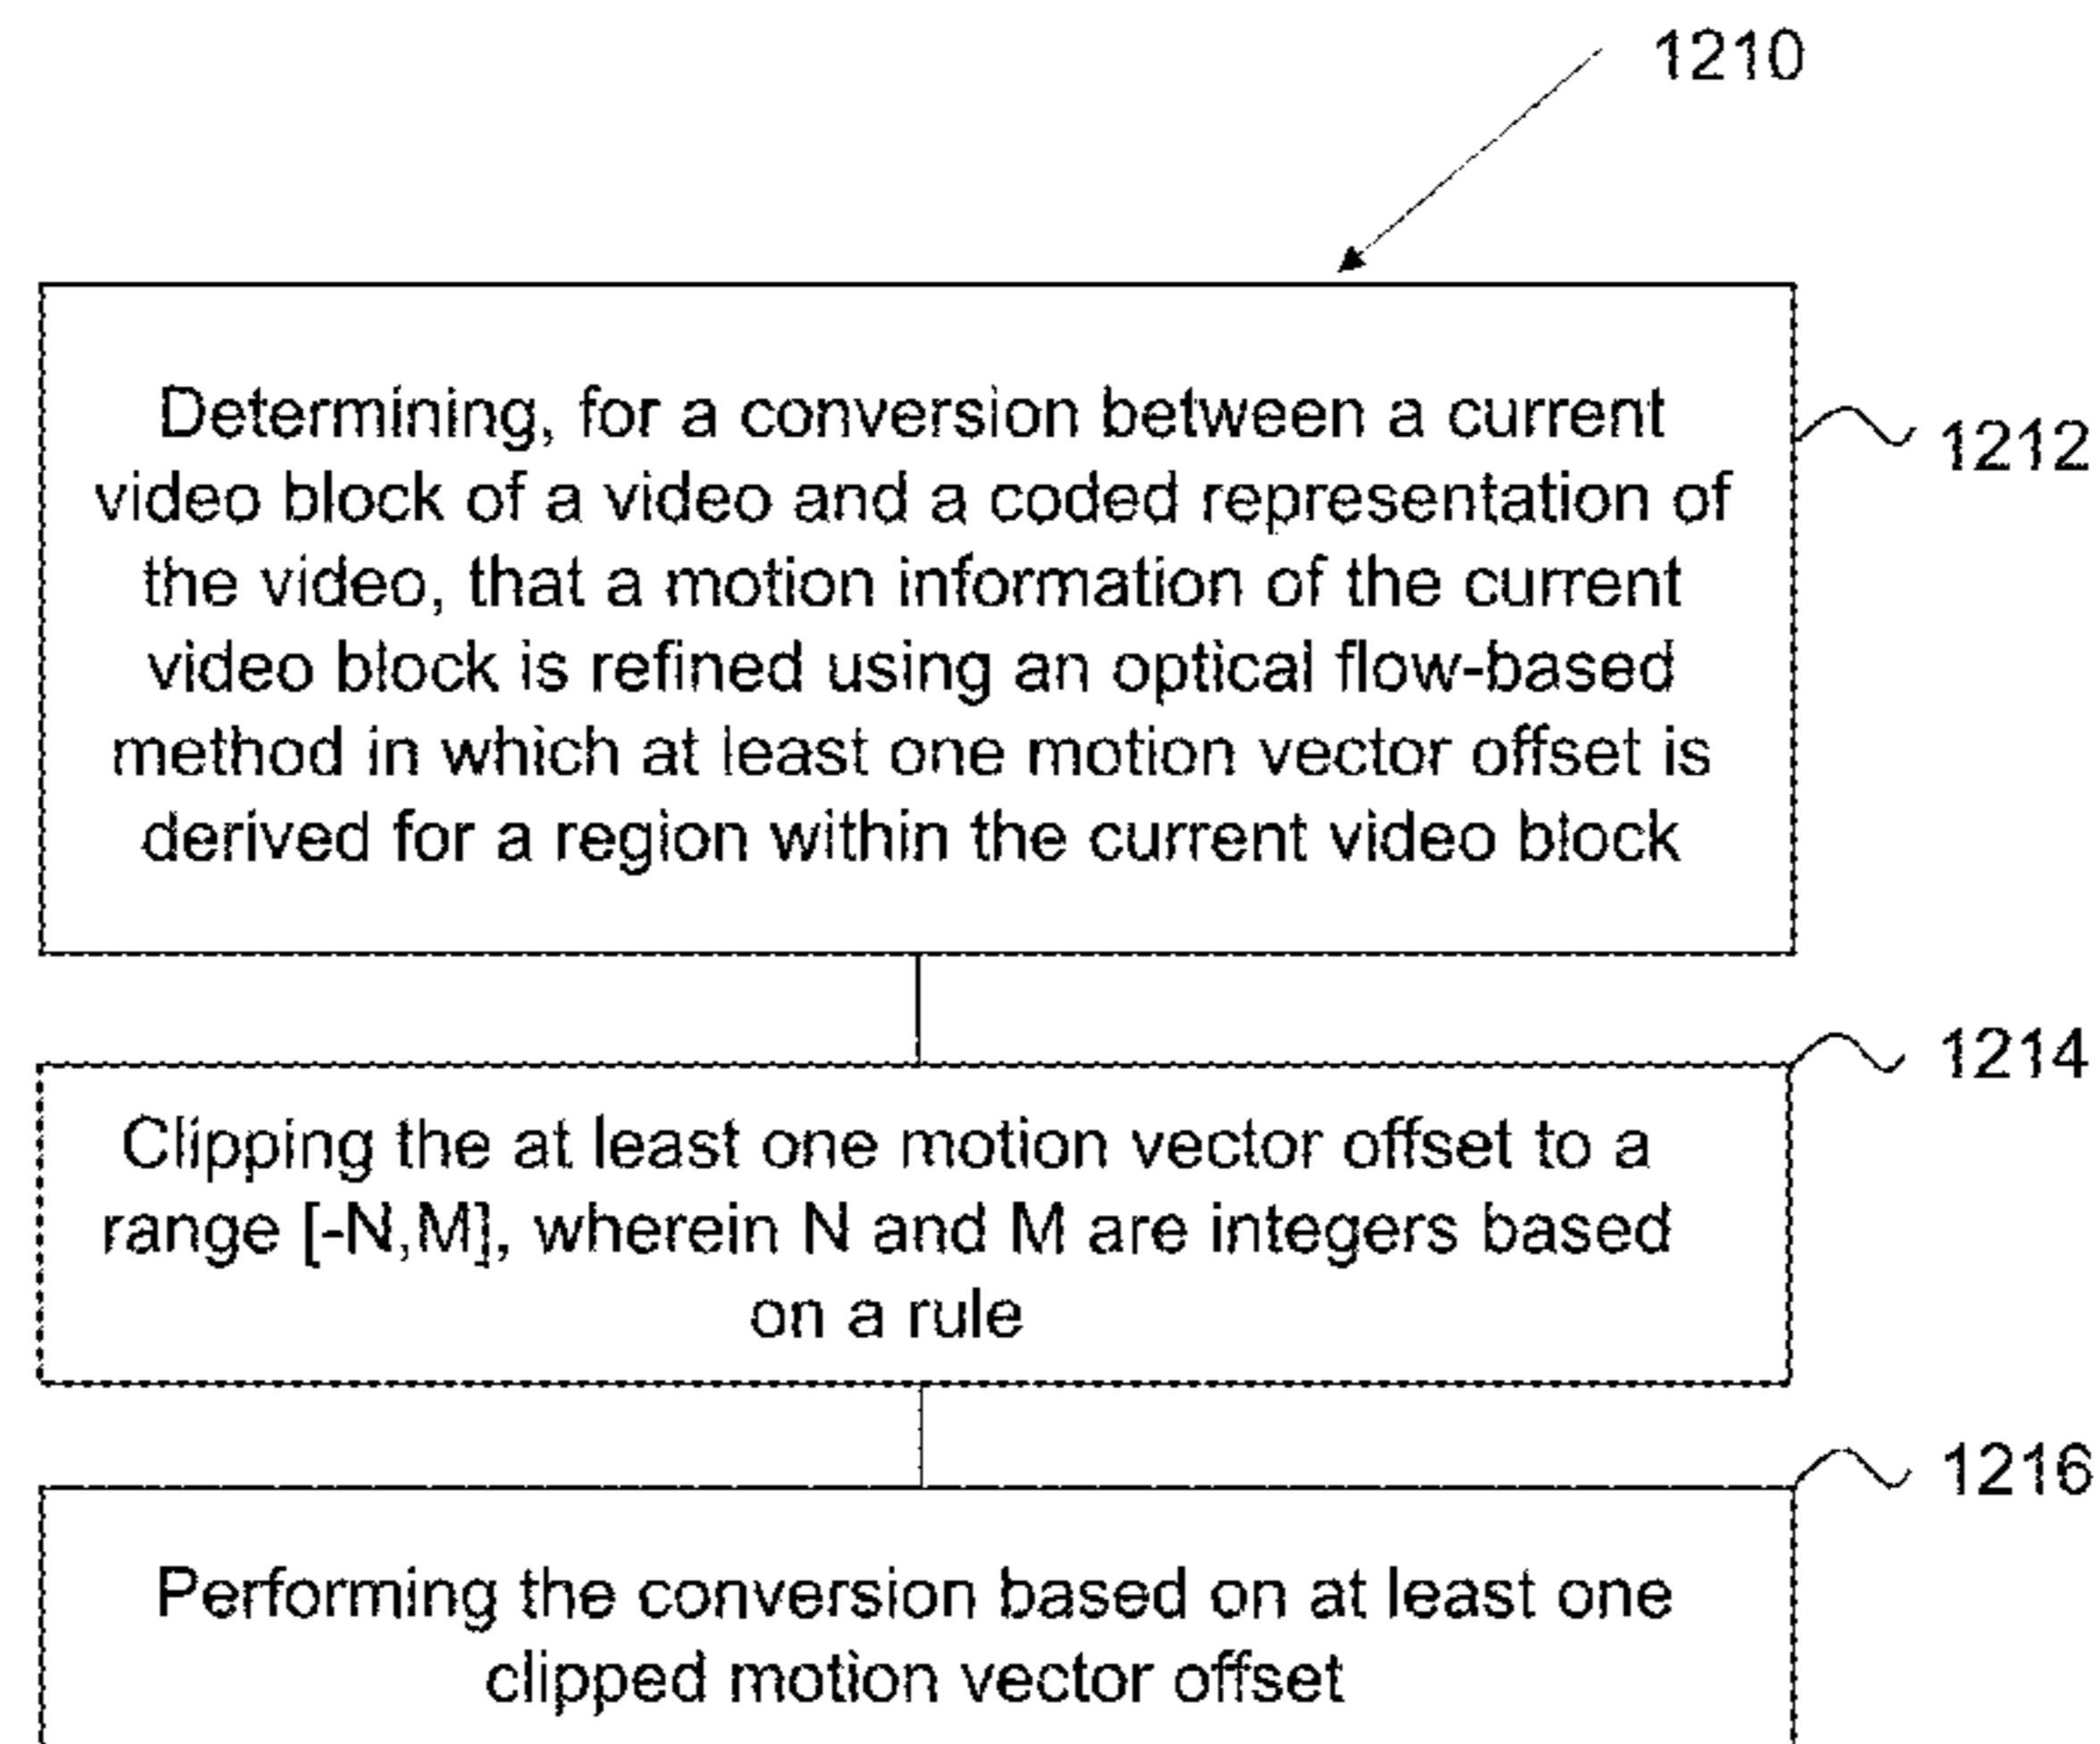 1210
Determining, for a conversion between a current
video block of a video and a coded representation of
the video, that a motion information of the current
video block is refined using an optical flow-based
method in which at least one motion vector offset is
derived for a region within the current video block
1212
1214
Clipping the at least one motion vector offset to a
range [-N,M], wherein N and M are integers based
on a rule
1216
Performing the conversion based on at least one
clipped motion vector offset